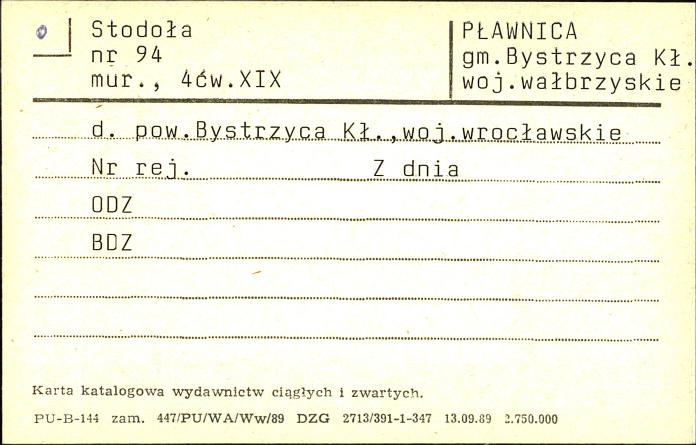 0
Stodoła
nr 94
mur., 4ćw.XIX
PŁAWNICA
gm.Bystrzyca Kł.
woj.wałbrzyskie
d. pow.Bystrzyca Kł.,woj.wrocławskie
Nr rej. Z dnia
ODZ
BDZ
Karta katalogowa wydawnictw ciągłych i zwartych.
PU-B-144 zam. 447/PU/WA/Ww/89 DZG 2713/391-1-347 13.09.89 2.750.000